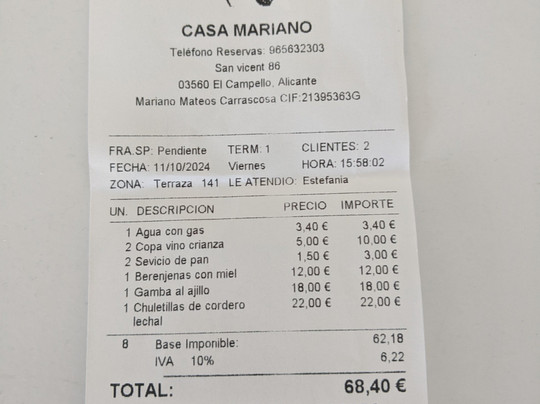 CASA MARIANO
Teléfono Reservas: 965632303
San vicent 86
03560 El Campello, Alicante
Mariano Mateos Carrascosa CIF:21395363G
FRA.SP: Pendiente TERM: 1 CLIENTES: 2
FECHA: 11/10/2024 Viernes HORA: 15:58:02
ZONA: Terraza 141 LE ATENDIO: Estefania
UN. DESCRIPCION PRECIO IMPORTE
1 Agua con gas 3,40 € 3,40 €
2 Copa vino crianza 5,00 € 10,00 €
2 Sevicio de pan 1,50 € 3,00 €
1 Berenjenas con miel 12,00 € 12,00 €
1 Gamba al ajillo 18,00 € 18,00 €
1 Chuletillas de cordero 22,00 € 22,00 €
lechal
8 Base Imponible: 62,18
IVA 10% 6,22
TOTAL: 68,40 €